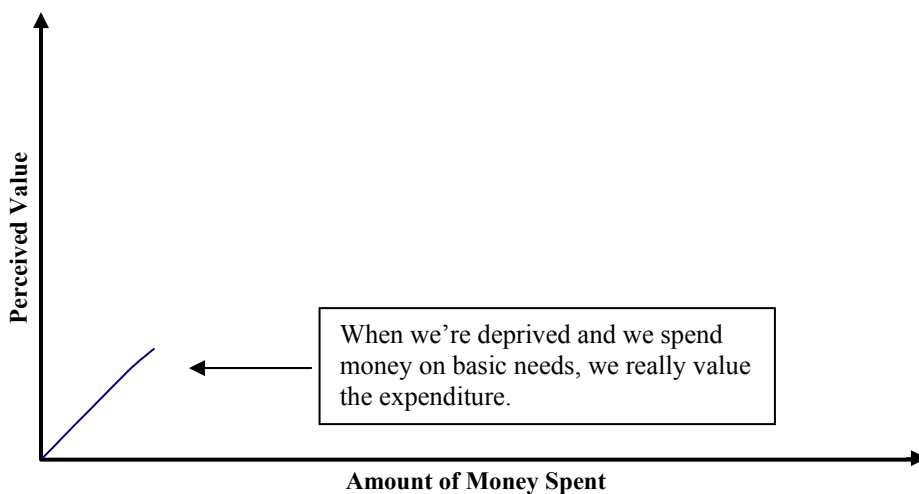 Perceived Value
When we’re deprived and we spend
money on basic needs, we really value
the expenditure.
Amount of Money Spent